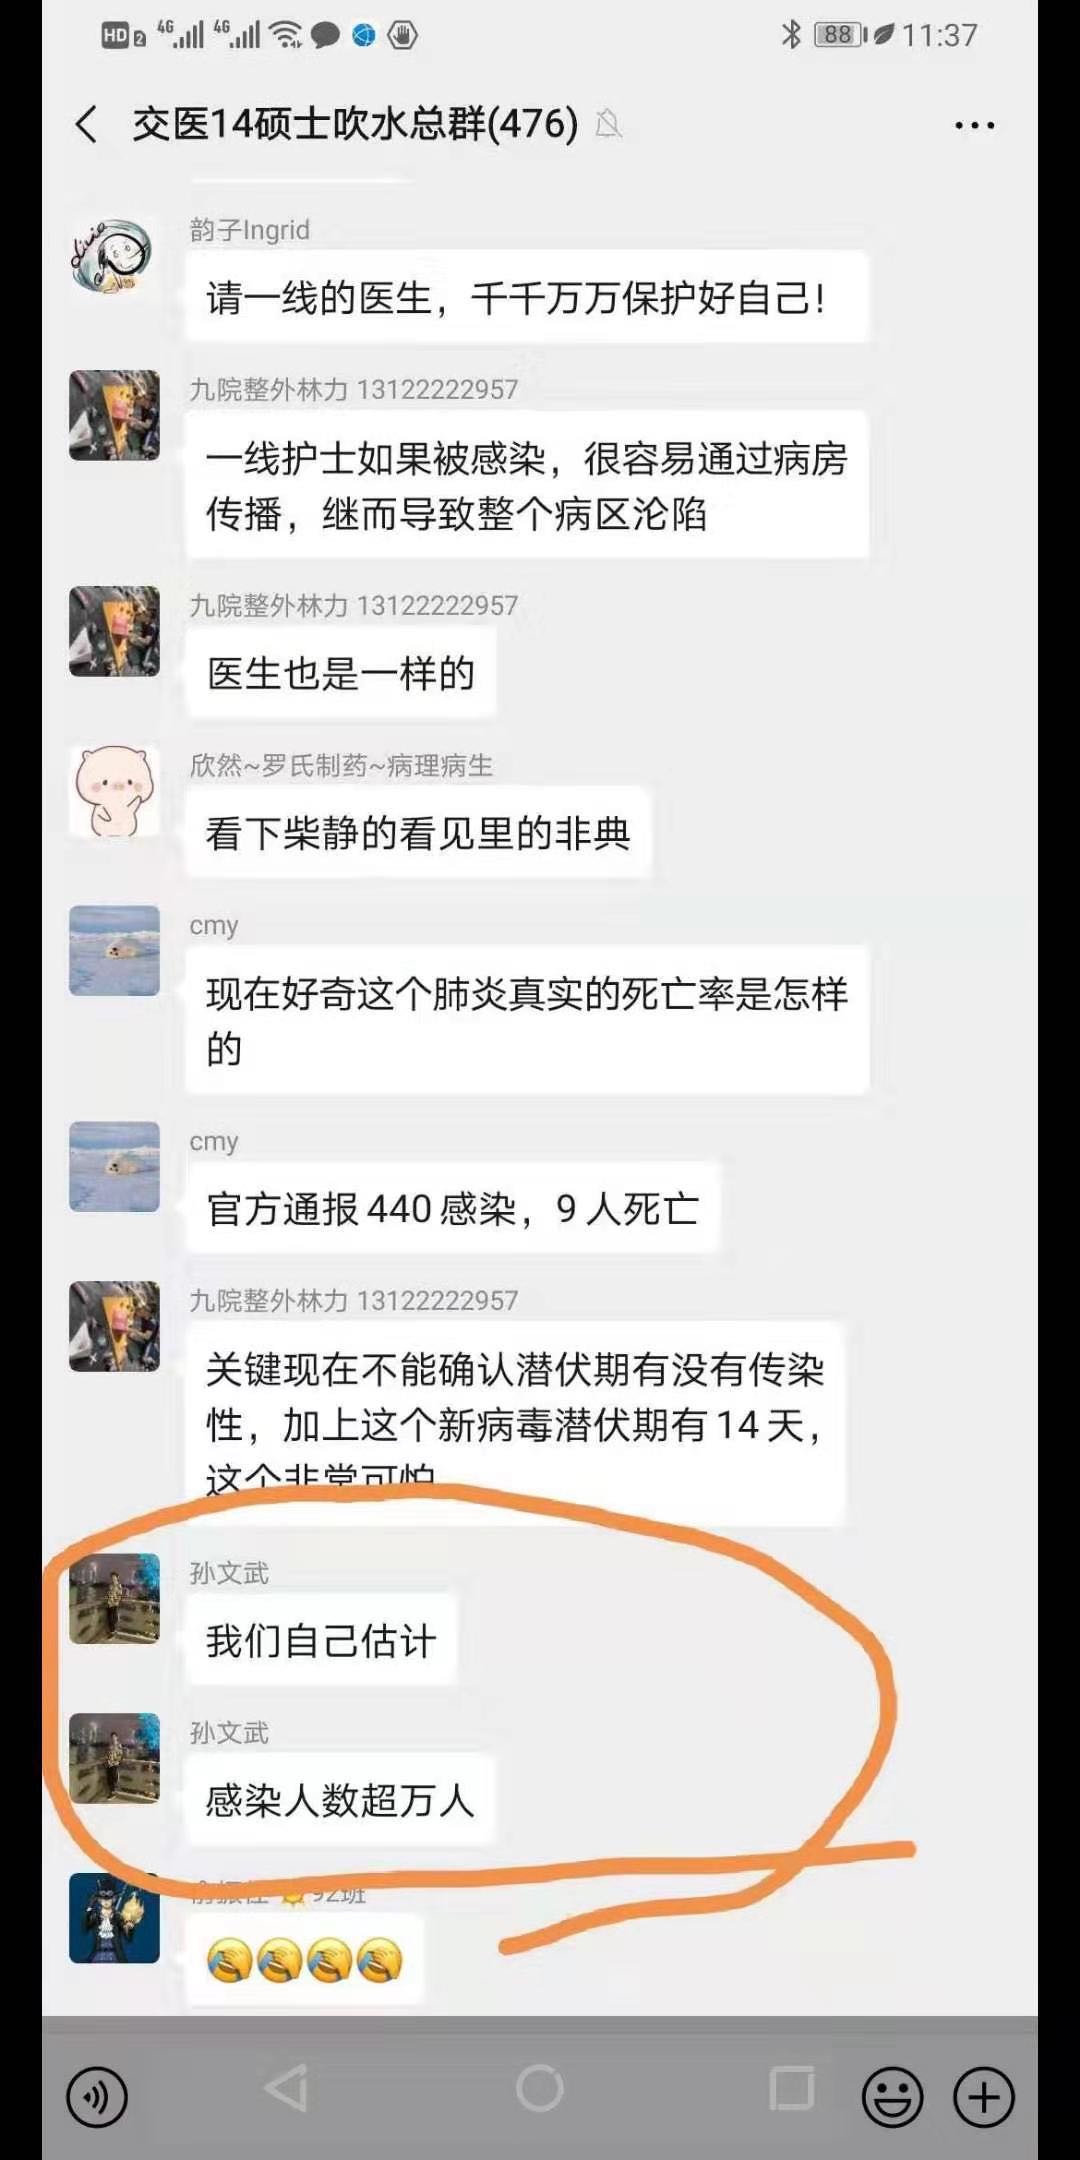 HD 2 4G 4G 88 11:37
交医14硕士吹水总群(476)
韵子Ingrid
请一线的医生，千千万万保护好自己！
九院整外林力 13122222957
一线护士如果被感染，很容易通过病房
传播，继而导致整个病区沦陷
九院整外林力 13122222957
医生也是一样的
欣然~罗氏制药~病理病生
看下柴静的看见里的非典
cmy
现在好奇这个肺炎真实的死亡率是怎样
的
cmy
官方通报 440 感染，9 人死亡
九院整外林力 13122222957
关键现在不能确认潜伏期有没有传染
性，加上这个新病毒潜伏期有 14 天，
这个非常可怕
孙文武
我们自己估计
孙文武
感染人数超万人
92班